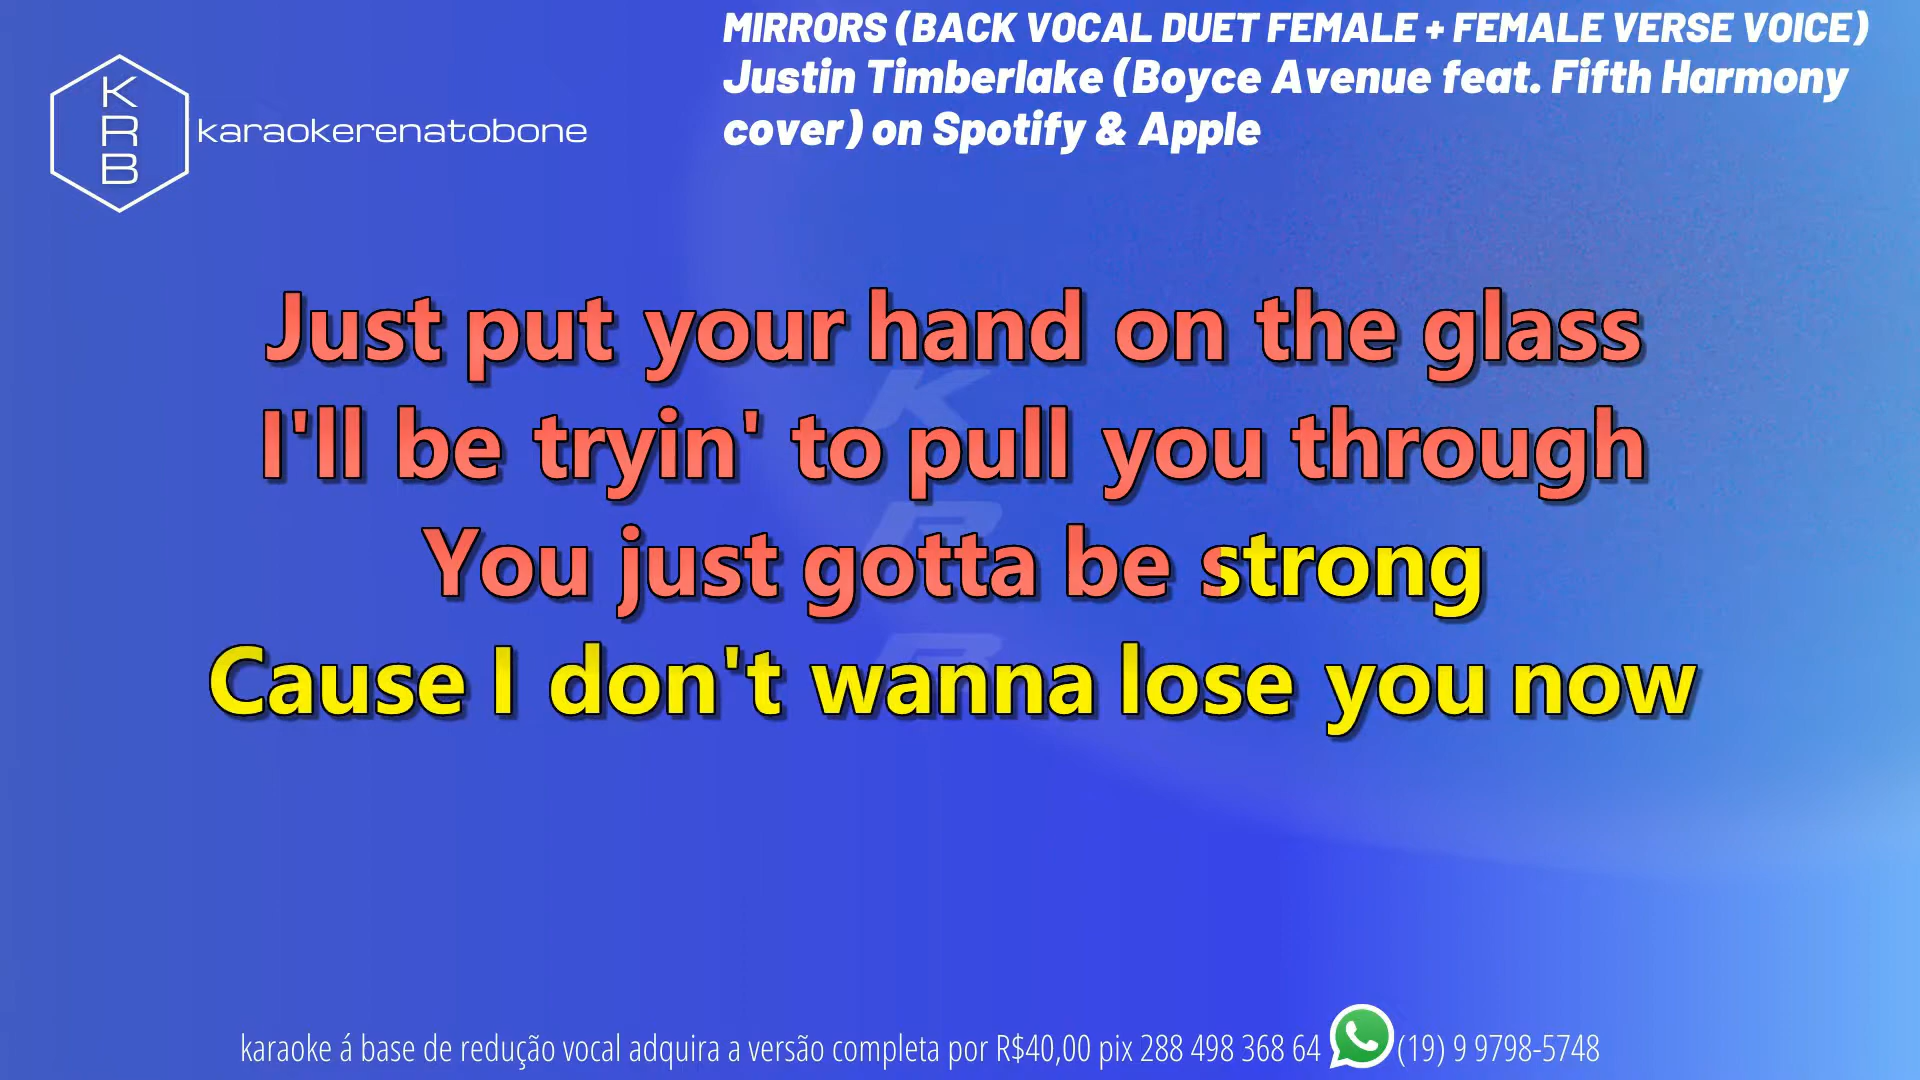 MIRRORS (BACK VOCAL DUET FEMALE + FEMALE VERSE VOICE)
Justin Timberlake (Boyce Avenue feat. Fifth Harmony
cover) on Spotify & Apple
K
R
B
karaokerenatobone
Just put your hand on the glass
I'll be tryin' to pull you through
You just gotta be strong
Cause I don't wanna lose you now
K
R
B
karaoke á base de redução vocal adquira a versão completa por R$40,00 pix 288 498 368 64 (19) 9 9798-5748